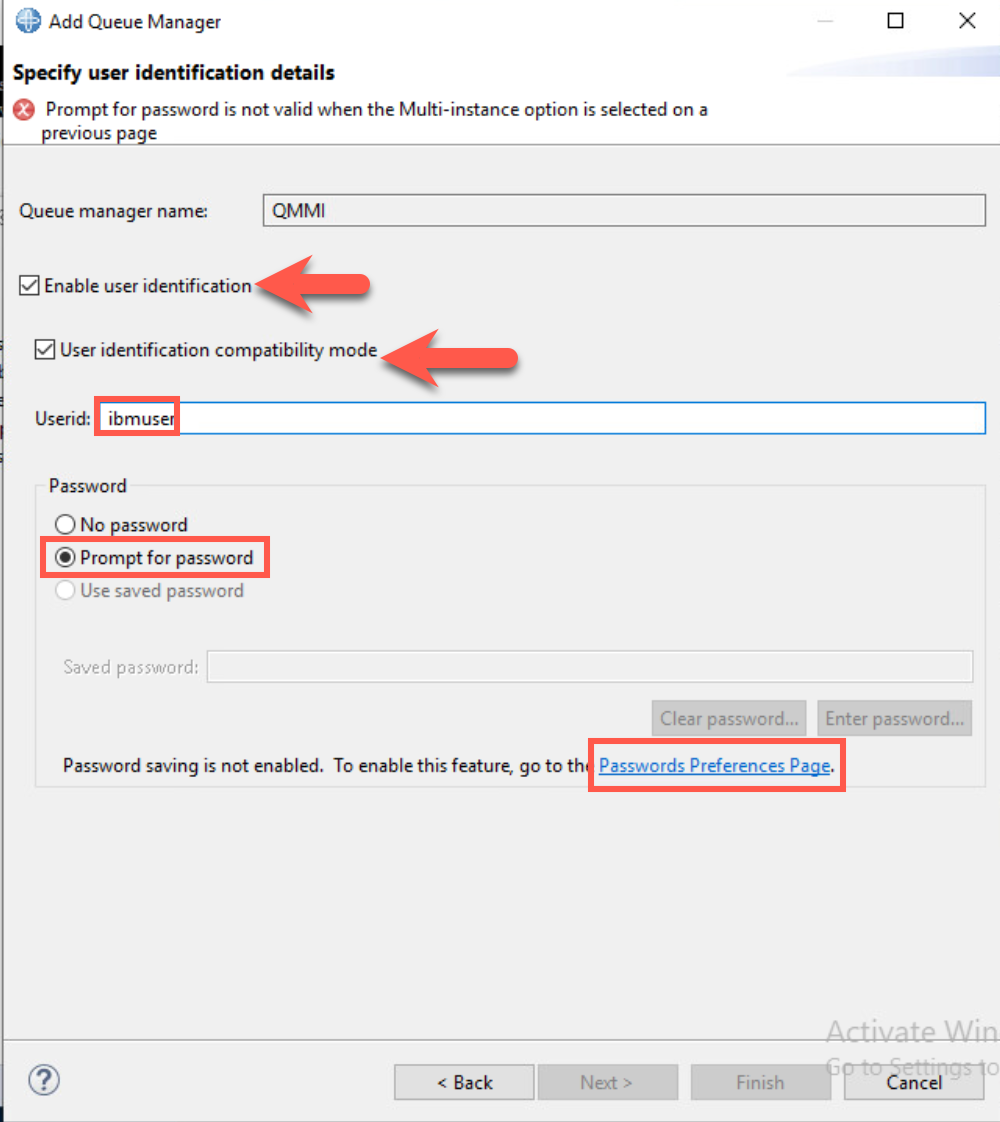 Add Queue Manager
Specify user identification details
Prompt for password is not valid when the Multi-instance option is selected on a
previous page
Queue manager name: QMMI
Enable user identification
User identification compatibility mode
Userid: ibmuser
Password
No password
Prompt for password
Use saved password
Saved password:
Clear password... Enter password...
Password saving is not enabled. To enable this feature, go to the Passwords Preferences Page.
Activate Win
Go to Settings to
? < Back Next > Finish Cancel